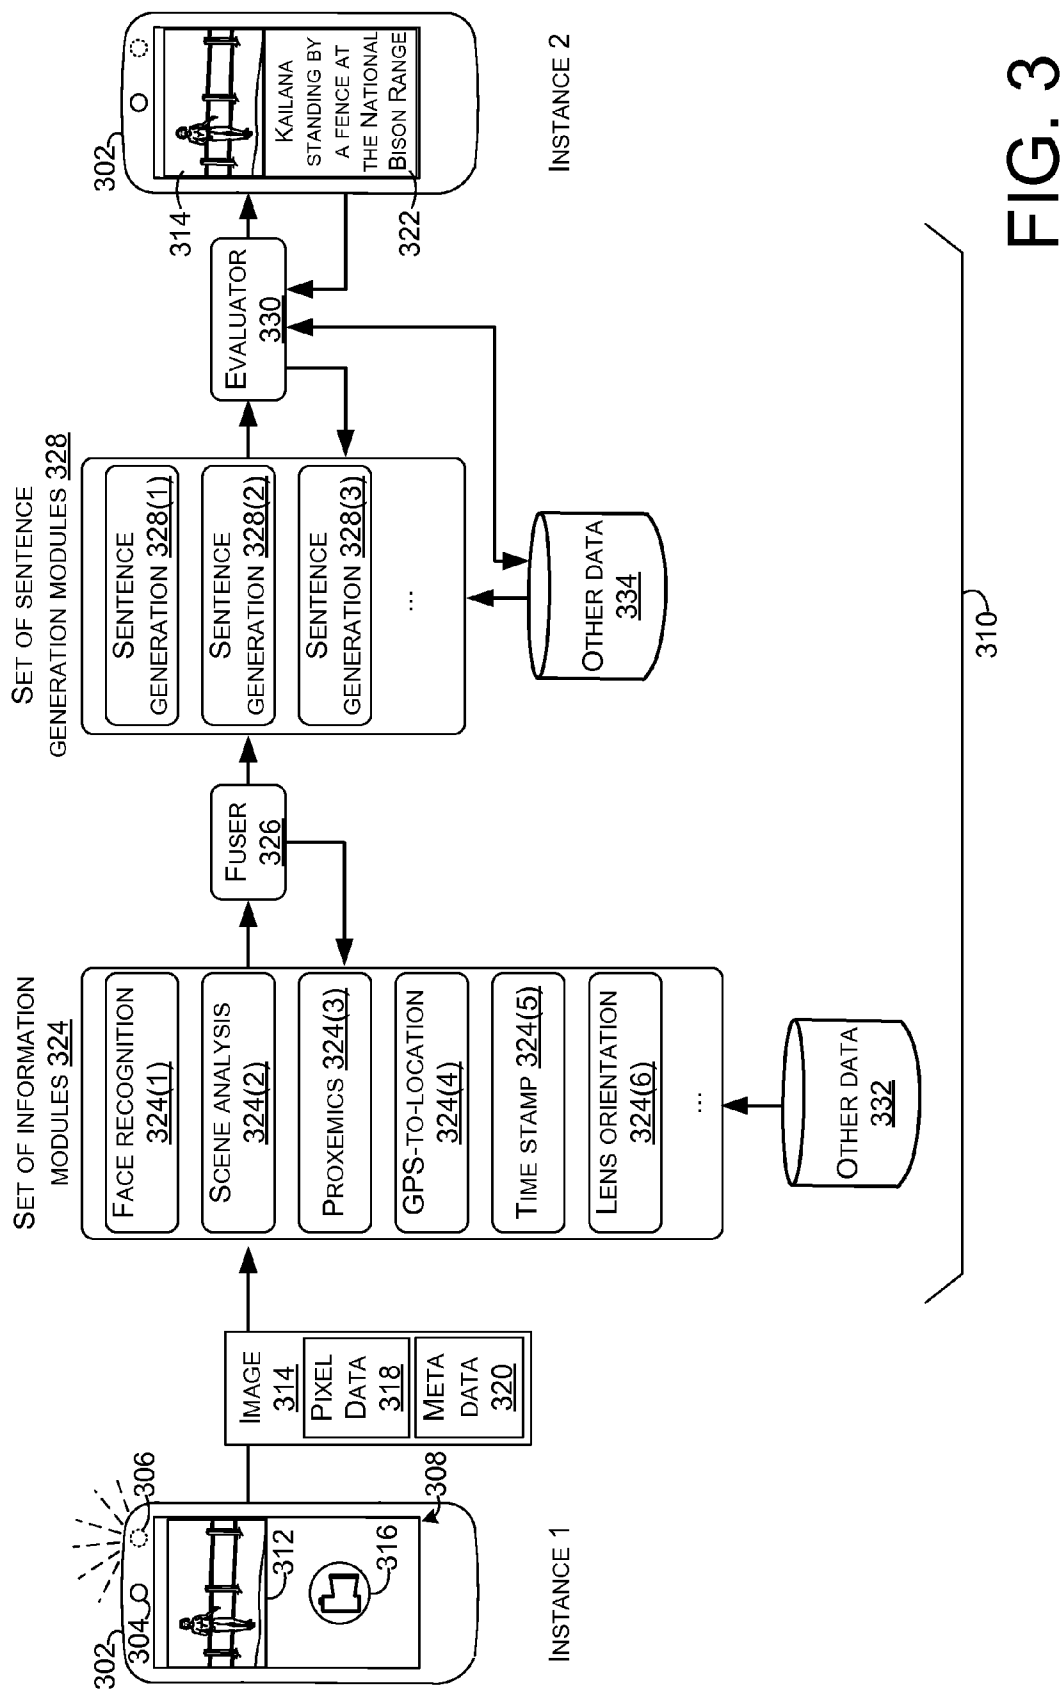 302
304
306
312
316
308
INSTANCE 1
IMAGE
314
PIXEL
DATA
318
META
DATA
320
SET OF INFORMATION
MODULES 324
FACE RECOGNITION
324(1)
SCENE ANALYSIS
324(2)
PROXEMICS 324(3)
GPS-TO-LOCATION
324(4)
TIME STAMP 324(5)
LENS ORIENTATION
324(6)
...
OTHER DATA
332
FUSER
326
SET OF SENTENCE
GENERATION MODULES 328
SENTENCE
GENERATION 328(1)
SENTENCE
GENERATION 328(2)
SENTENCE
GENERATION 328(3)
...
OTHER DATA
334
EVALUATOR
330
302
314
322
KAILANA
STANDING BY
A FENCE AT
THE NATIONAL
BISON RANGE
INSTANCE 2
310
FIG. 3